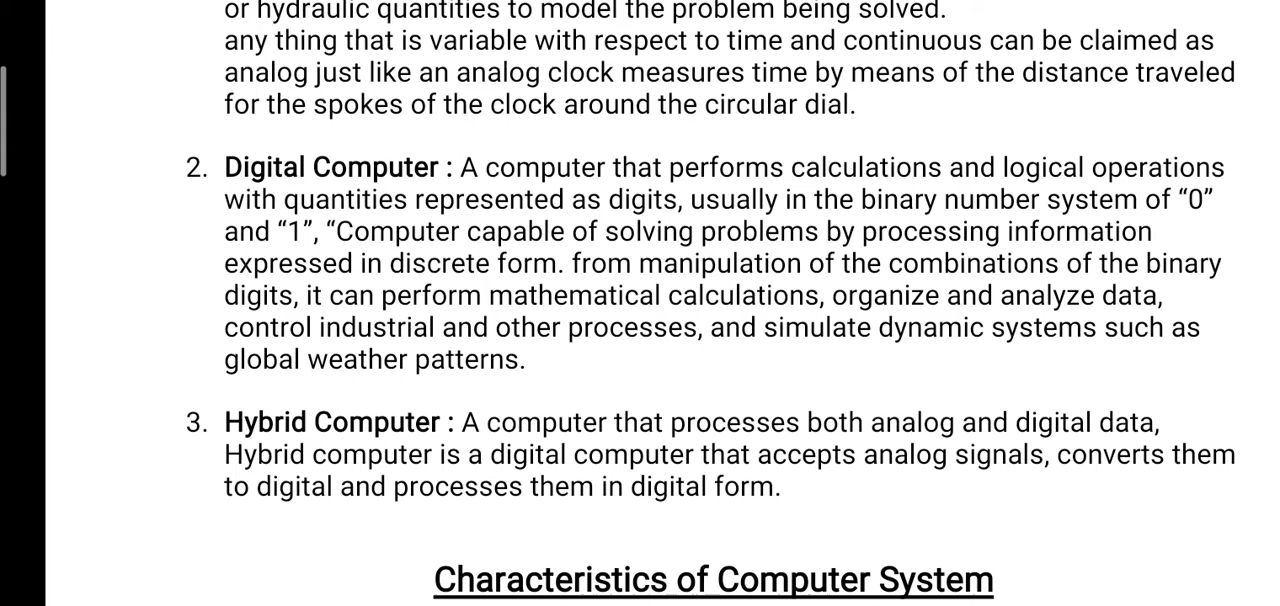 or hydraulic quantities to model the problem being solved.
any thing that is variable with respect to time and continuous can be claimed as
analog just like an analog clock measures time by means of the distance traveled
for the spokes of the clock around the circular dial.
2. Digital Computer : A computer that performs calculations and logical operations
with quantities represented as digits, usually in the binary number system of “0”
and “1”, “Computer capable of solving problems by processing information
expressed in discrete form. from manipulation of the combinations of the binary
digits, it can perform mathematical calculations, organize and analyze data,
control industrial and other processes, and simulate dynamic systems such as
global weather patterns.
3. Hybrid Computer : A computer that processes both analog and digital data,
Hybrid computer is a digital computer that accepts analog signals, converts them
to digital and processes them in digital form.
Characteristics of Computer System